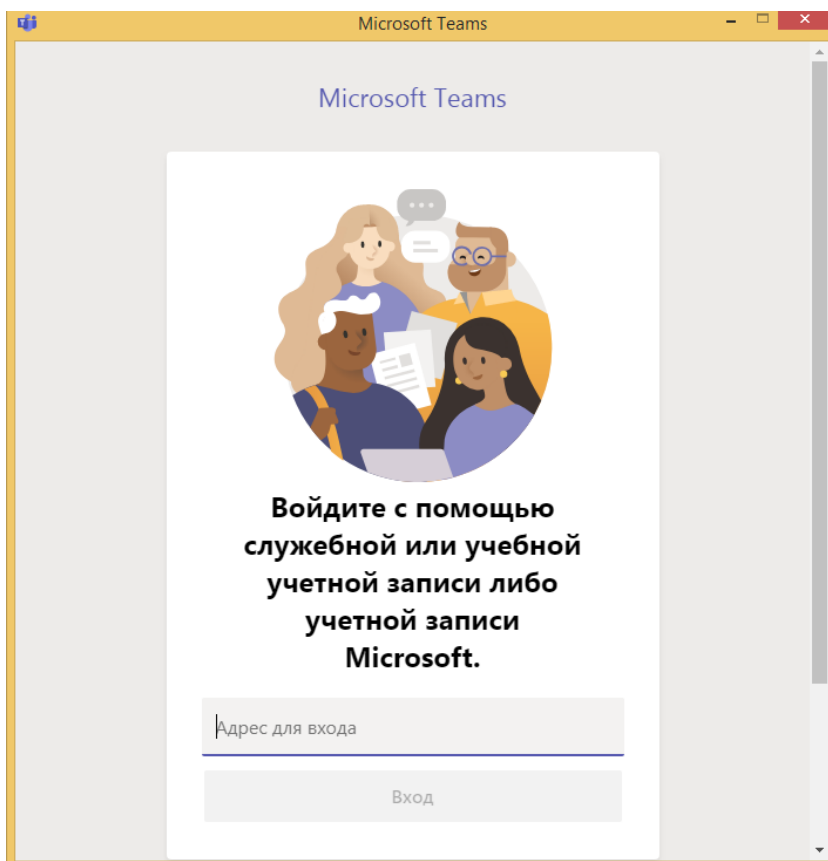 Microsoft Teams
Microsoft Teams
Войдите с помощью
служебной или учебной
учетной записи либо
учетной записи
Microsoft.
Адрес для входа
Вход